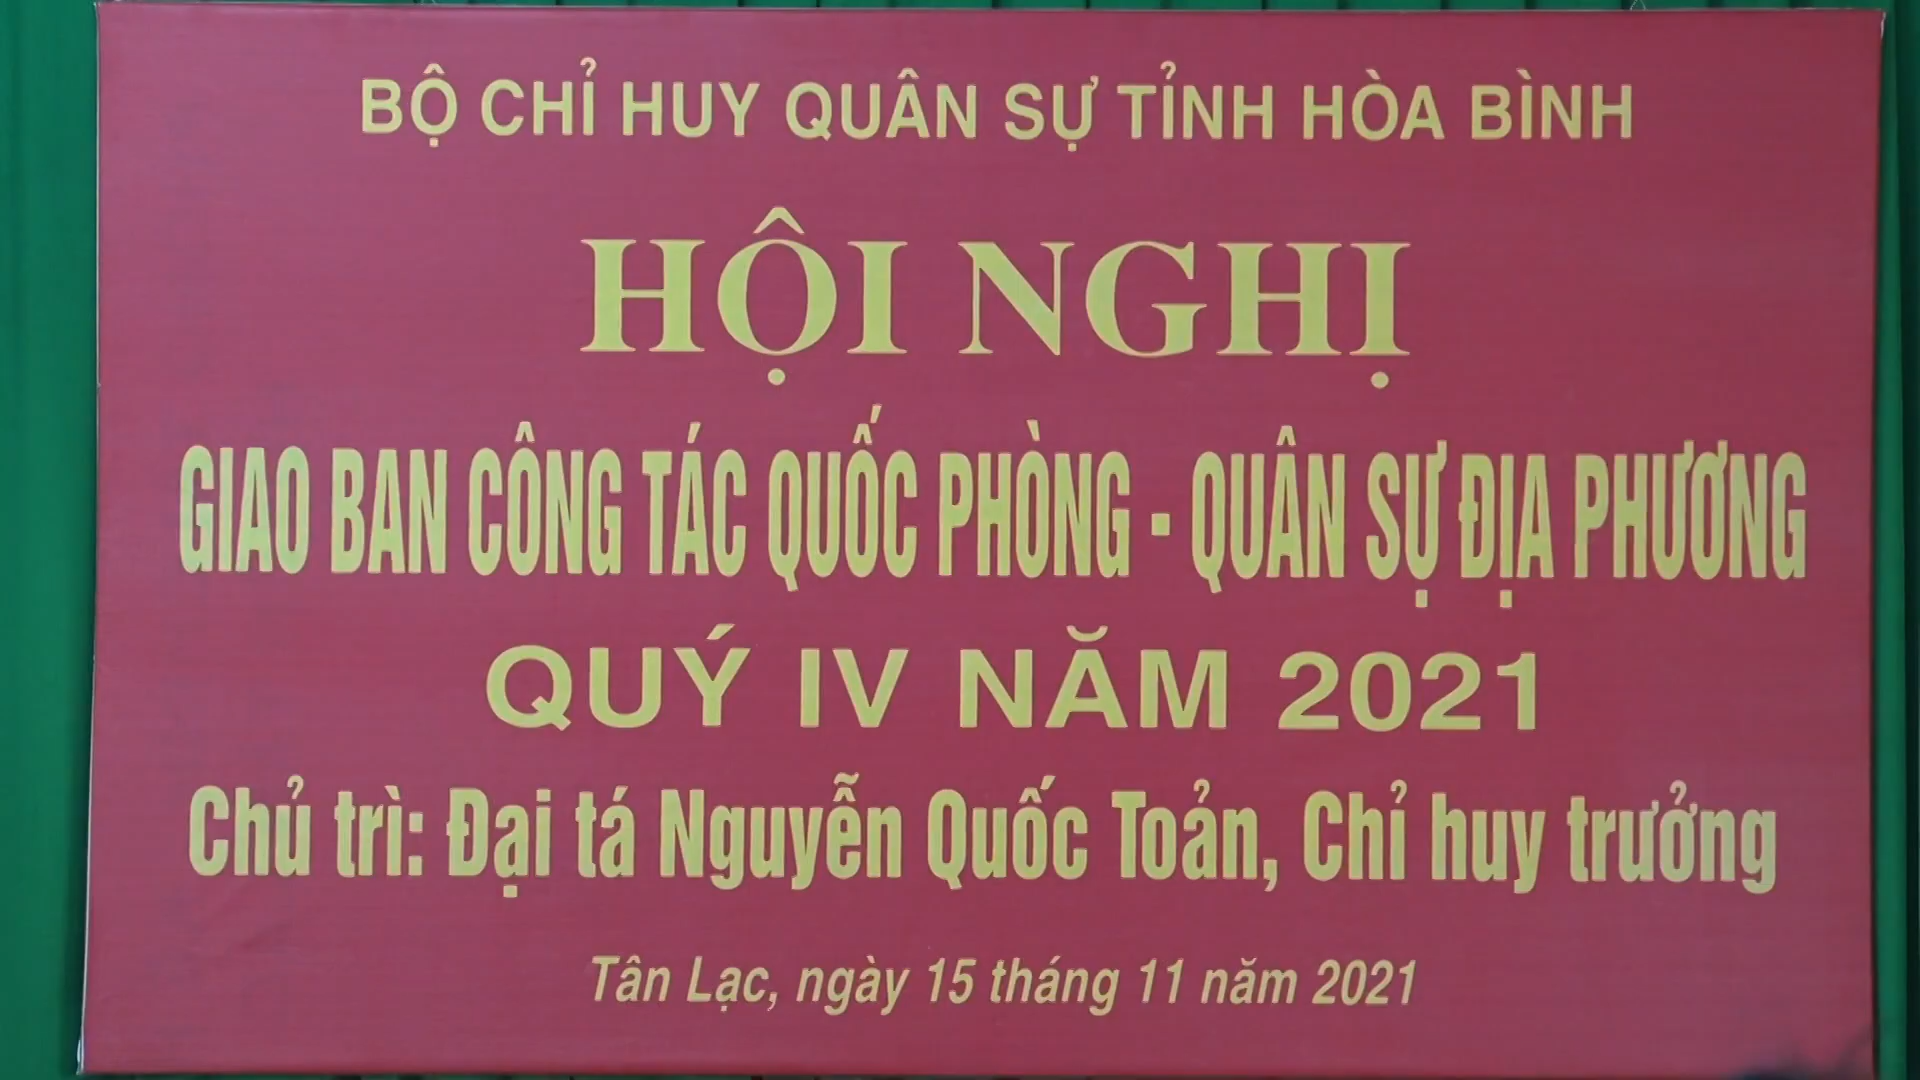 BỘ CHỈ HUY QUÂN SỰ TỈNH HÒA BÌNH
HỘI NGHỊ
GIAO BAN CÔNG TÁC QUỐC PHÒNG - QUÂN SỰ ĐỊA PHƯƠNG
QUÝ IV NĂM 2021
Chủ trì: Đại tá Nguyễn Quốc Toản, Chỉ huy trưởng
Tân Lạc, ngày 15 tháng 11 năm 2021